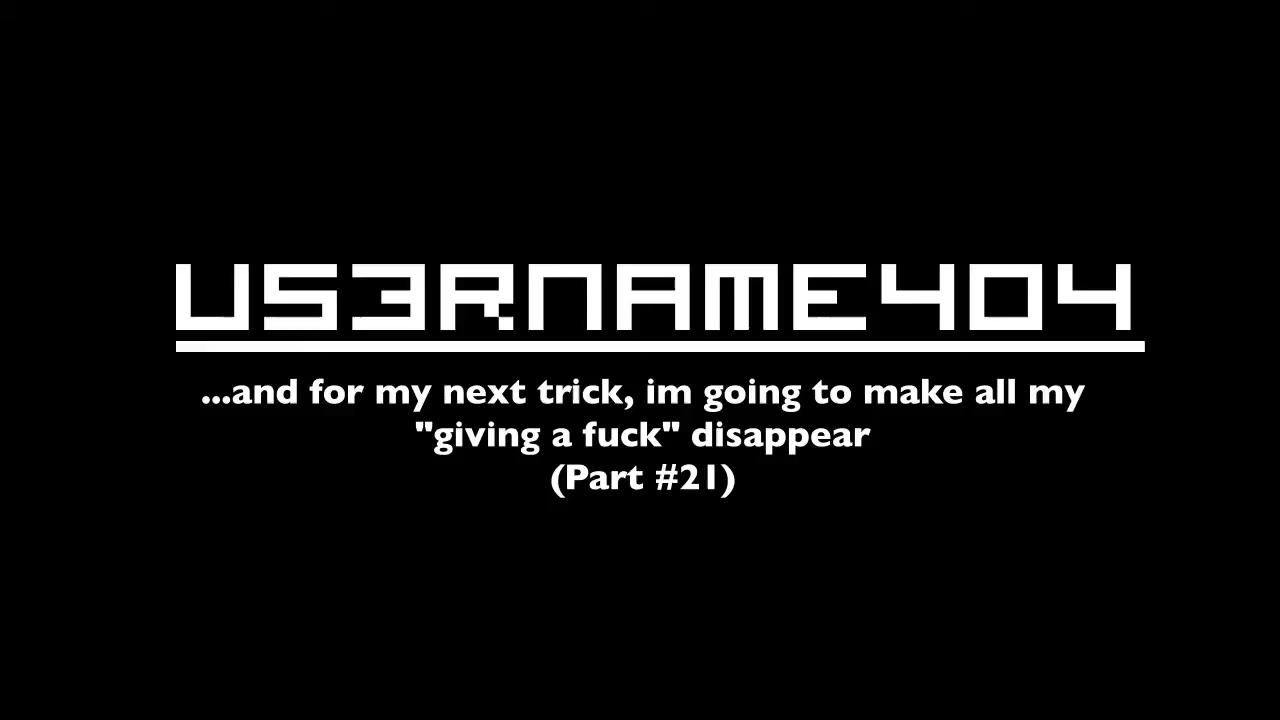 US3RNAME404
...and for my next trick, im going to make all my
"giving a fuck" disappear
(Part #21)